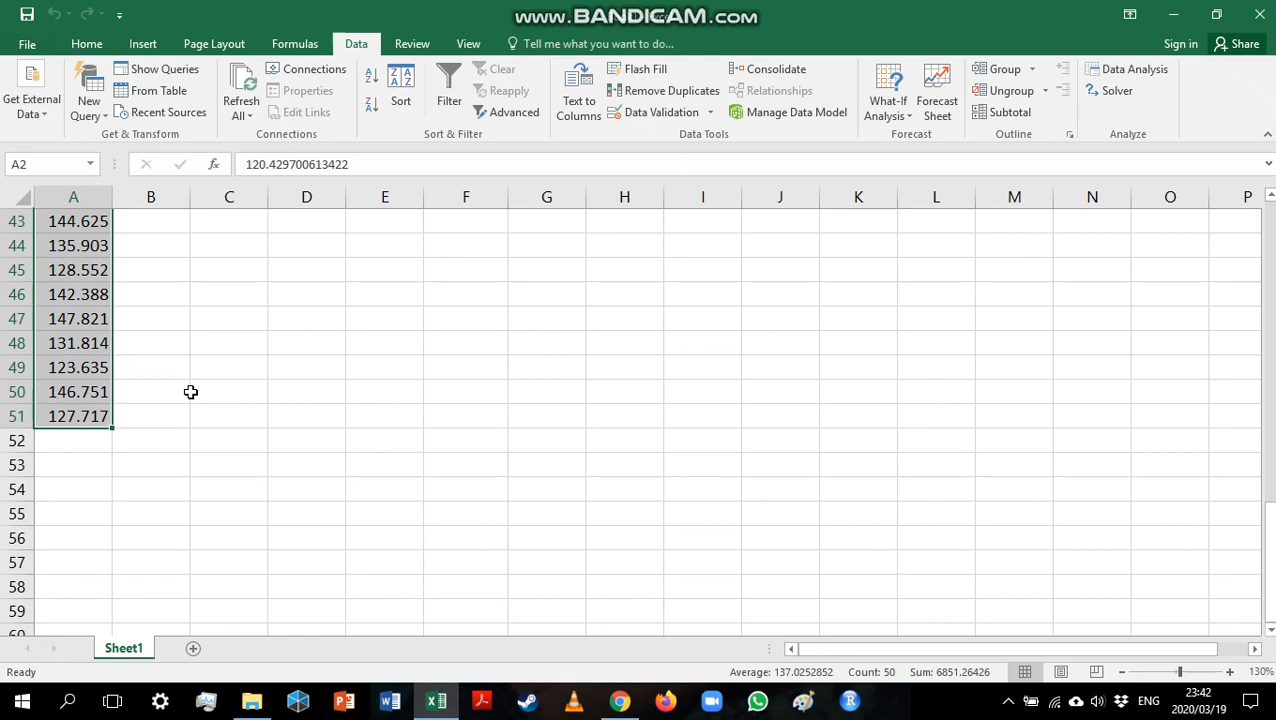 www.BANDICAM.com
File Home Insert Page Layout Formulas Data Review View Tell me what you want to do... Sign in Share
Get External Data
New Query
Show Queries
From Table
Recent Sources
Get & Transform
Refresh All
Connections
Properties
Edit Links
Connections
Sort
Filter
Clear
Reapply
Advanced
Sort & Filter
Text to Columns
Flash Fill
Remove Duplicates
Data Validation
Consolidate
Relationships
Manage Data Model
Data Tools
What-If Analysis
Forecast Sheet
Forecast
Group
Ungroup
Subtotal
Outline
Data Analysis
Solver
Analyze
A2 fx 120.429700613422
A B C D E F G H I J K L M N O P
43 144.625
44 135.903
45 128.552
46 142.388
47 147.821
48 131.814
49 123.635
50 146.751
51 127.717
52
53
54
55
56
57
58
59
60
Sheet1
Ready Average: 137.0252852 Count: 50 Sum: 6851.26426 130%
ENG 23:42
2020/03/19